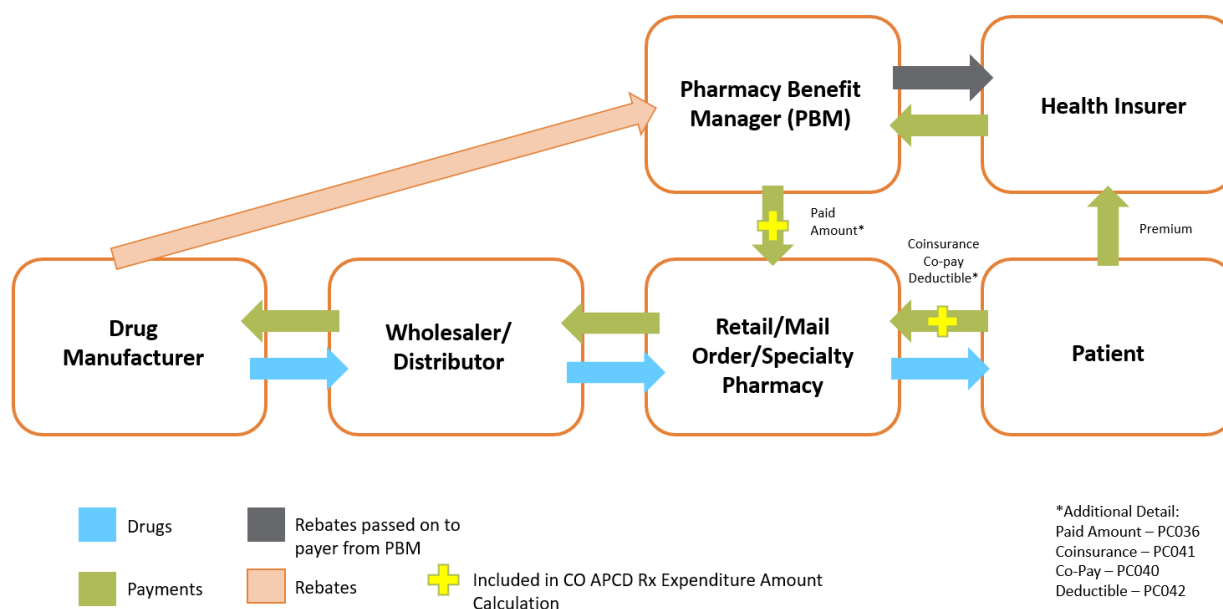 Pharmacy Benefit
Manager (PBM)
Health Insurer
Paid
Amount*
Premium
Coinsurance
Co-pay
Deductible*
Drug
Manufacturer
Wholesaler/
Distributor
Retail/Mail
Order/Specialty
Pharmacy
Patient
Drugs
Rebates passed on to
payer from PBM
Payments
Rebates
Included in CO APCD Rx Expenditure Amount
Calculation
*Additional Detail:
Paid Amount – PC036
Coinsurance – PC041
Co-Pay – PC040
Deductible – PC042